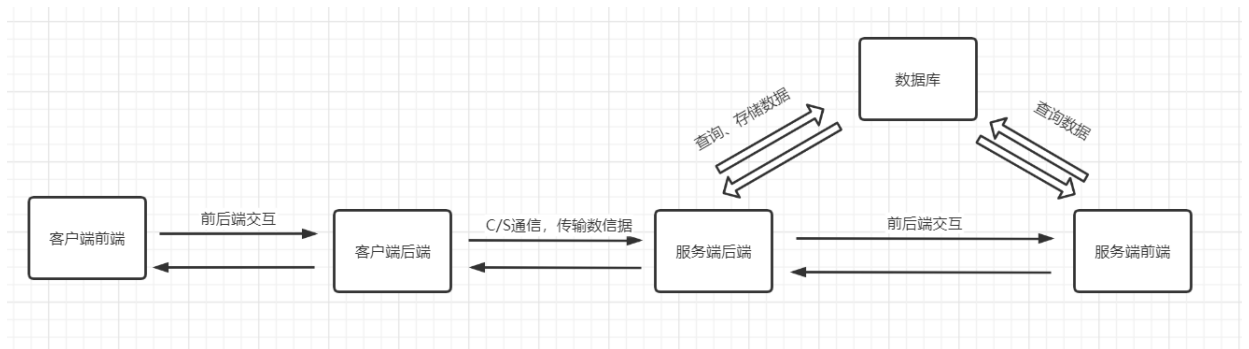 数据库
查询、存储数据
查询数据
客户端前端
前后端交互
客户端后端
C/S通信，传输数信据
服务端后端
前后端交互
服务端前端